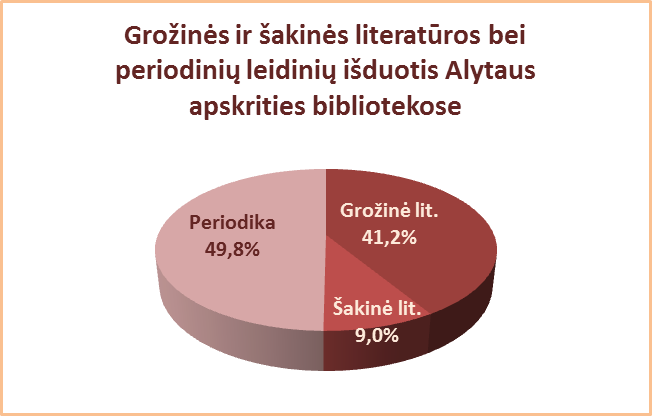 Grožinės ir šakinės literatūros bei
periodinių leidinių išduotis Alytaus
apskrities bibliotekose
Periodika
49,8%
Grožinė lit.
41,2%
Šakinė lit.
9,0%